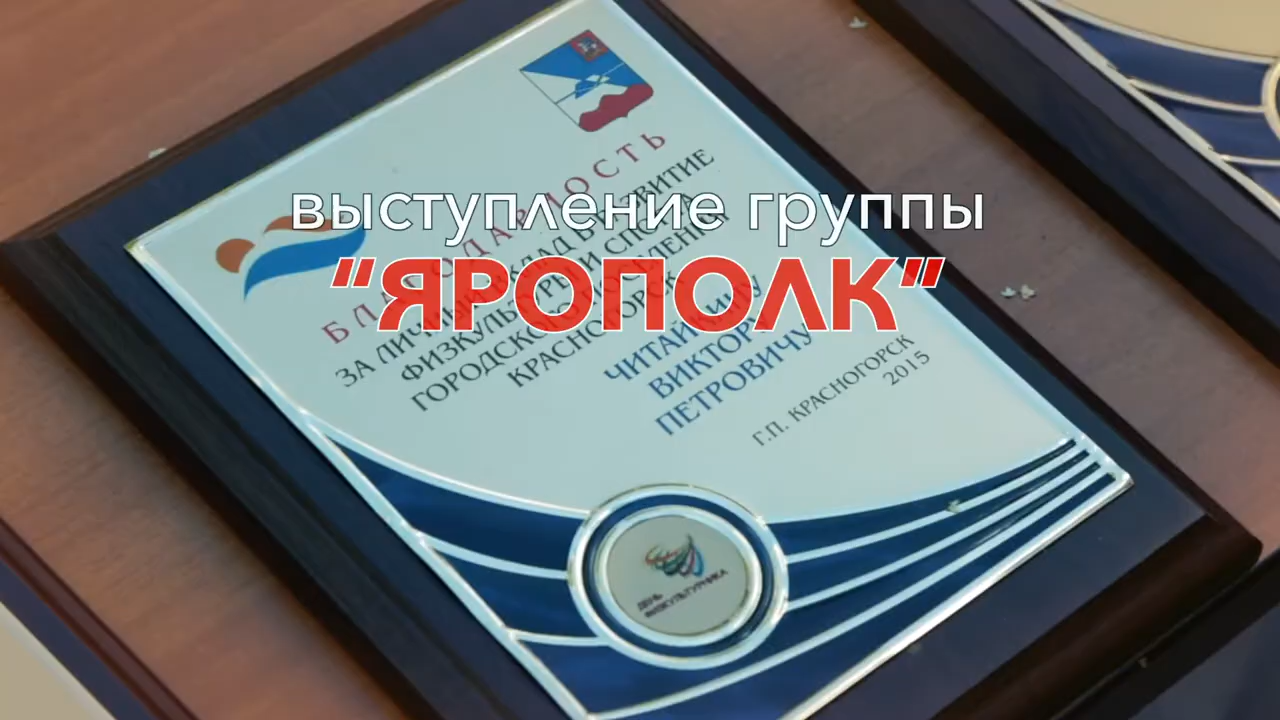 выступление группы
“ЯРОПОЛК”
БЛАГОДАРНОСТЬ
ЗА ЛИЧНЫЙ ВКЛАД В РАЗВИТИЕ
ФИЗКУЛЬТУРЫ И СПОРТА
ГОРОДСКОГО ПОСЕЛЕНИЯ
КРАСНОГОРСК
ВИКТОРУ
ПЕТРОВИЧУ
Г.П. КРАСНОГОРСК
2015
ДЕНЬ
ФИЗКУЛЬТУРНИКА